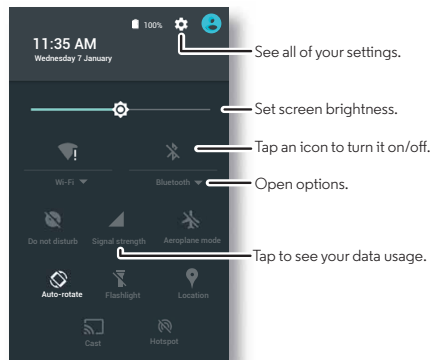 100%
11:35 AM
Wednesday 7 January
See all of your settings.
Set screen brightness.
Tap an icon to turn it on/off.
Wi-Fi Bluetooth
Open options.
Do not disturb Signal strength Aeroplane mode
Tap to see your data usage.
Auto-rotate Flashlight Location
Cast Hotspot